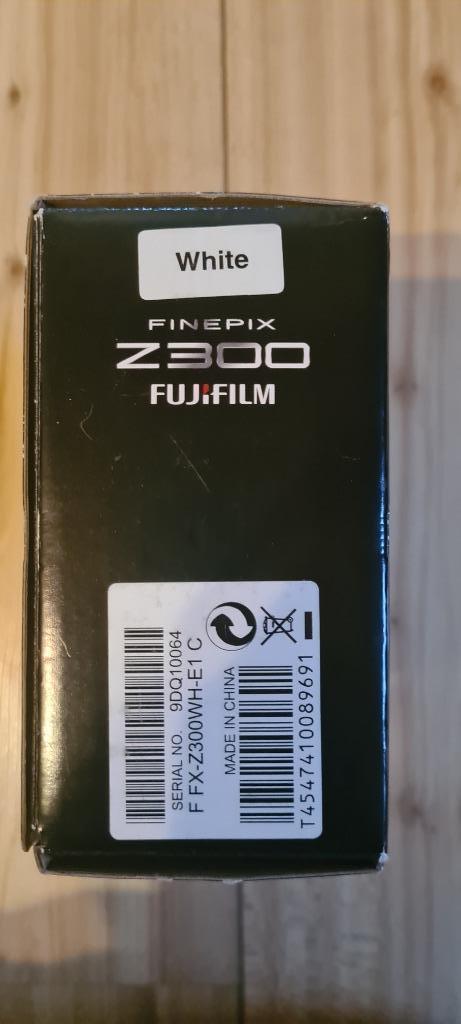 White
FINEPIX
Z300
FUJIFILM
SERIAL NO. 9DQ10064
F FX-Z300WH-E1 C
MADE IN CHINA
T4547410089691